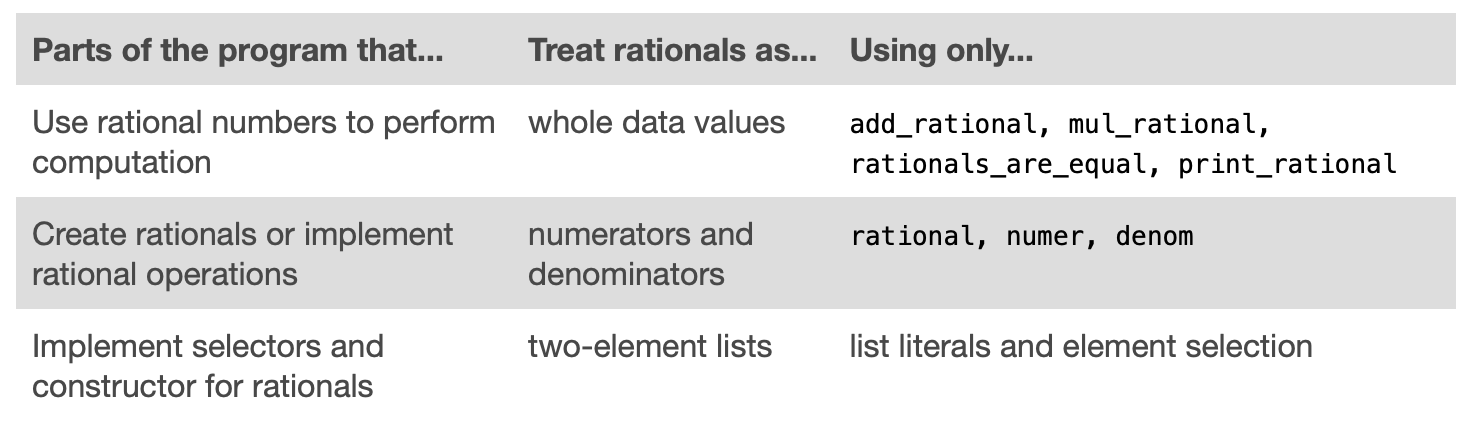 Parts of the program that... Treat rationals as... Using only...
Use rational numbers to perform whole data values add_rational, mul_rational,
computation rationals_are_equal, print_rational
Create rationals or implement numerators and rational, numer, denom
rational operations denominators
Implement selectors and two-element lists list literals and element selection
constructor for rationals